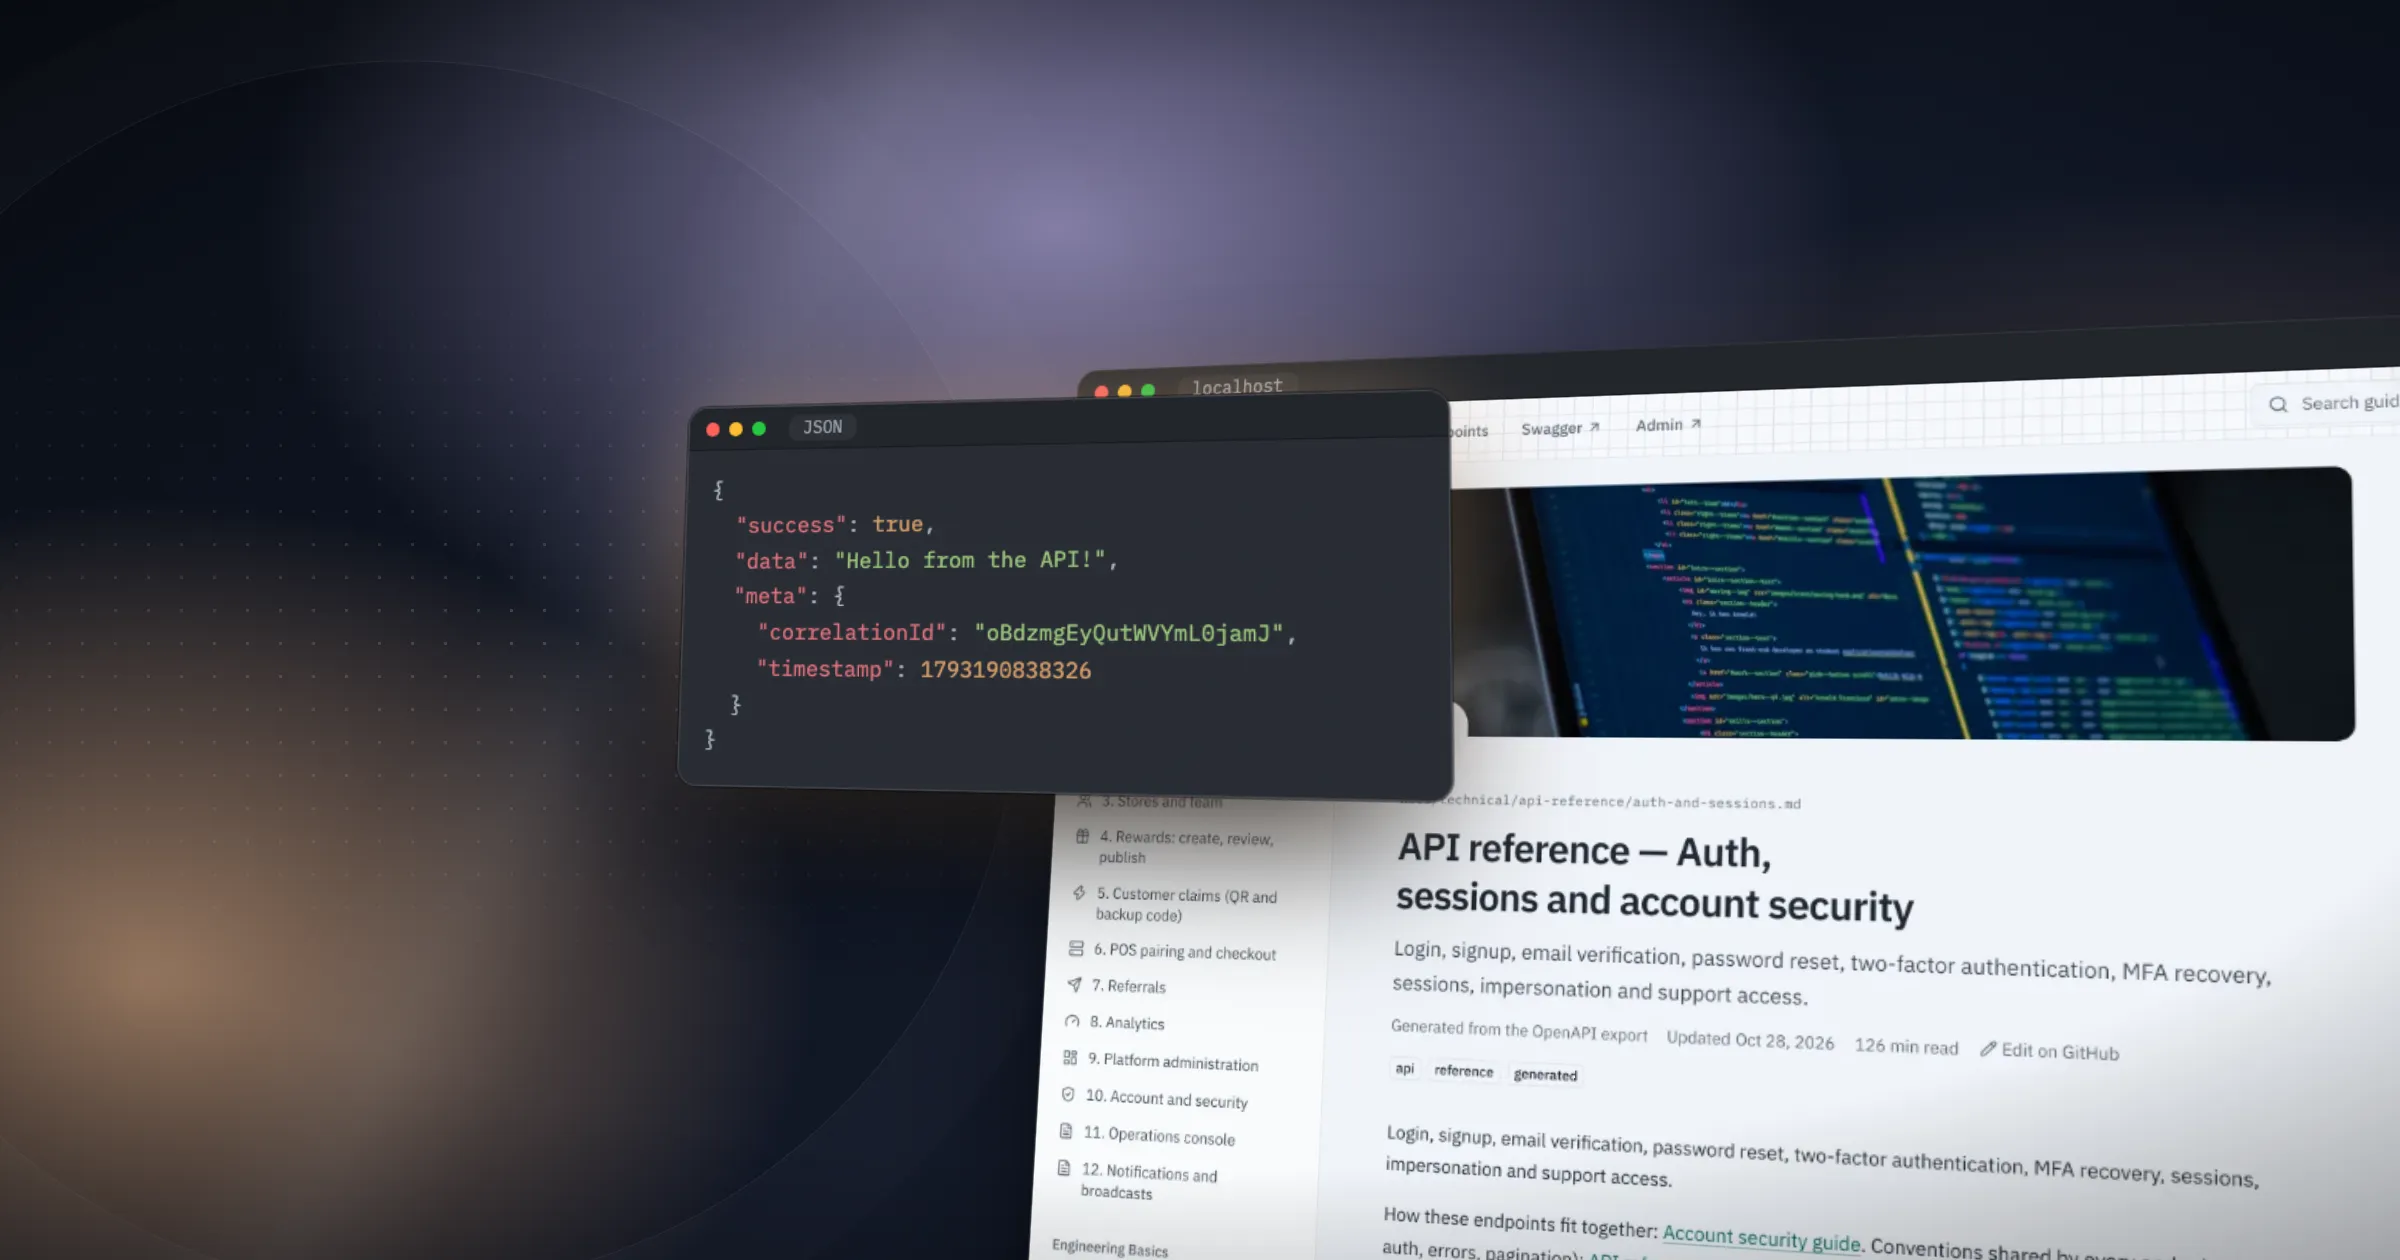 localhost
JSON
{
"success": true,
"data": "Hello from the API!",
"meta": {
"correlationId": "oBdzmgEyQutWVYmL0jamJ",
"timestamp": 1793190838326
}
}
Swagger ↗ Admin ↗
Search
3. Stores and team
4. Rewards: create, review,
publish
5. Customer claims (QR and
backup code)
6. POS pairing and checkout
7. Referrals
8. Analytics
9. Platform administration
10. Account and security
11. Operations console
12. Notifications and
broadcasts
Engineering Basics
/api-reference/auth-and-sessions.md
API reference — Auth,
sessions and account security
Login, signup, email verification, password reset, two-factor authentication, MFA recovery,
sessions, impersonation and support access.
Generated from the OpenAPI export Updated Oct 28, 2026 126 min read Edit on GitHub
api reference generated
Login, signup, email verification, password reset, two-factor authentication, MFA recovery, sessions,
impersonation and support access.
How these endpoints fit together: Account security guide. Conventions shared by
auth, errors, pagination): API